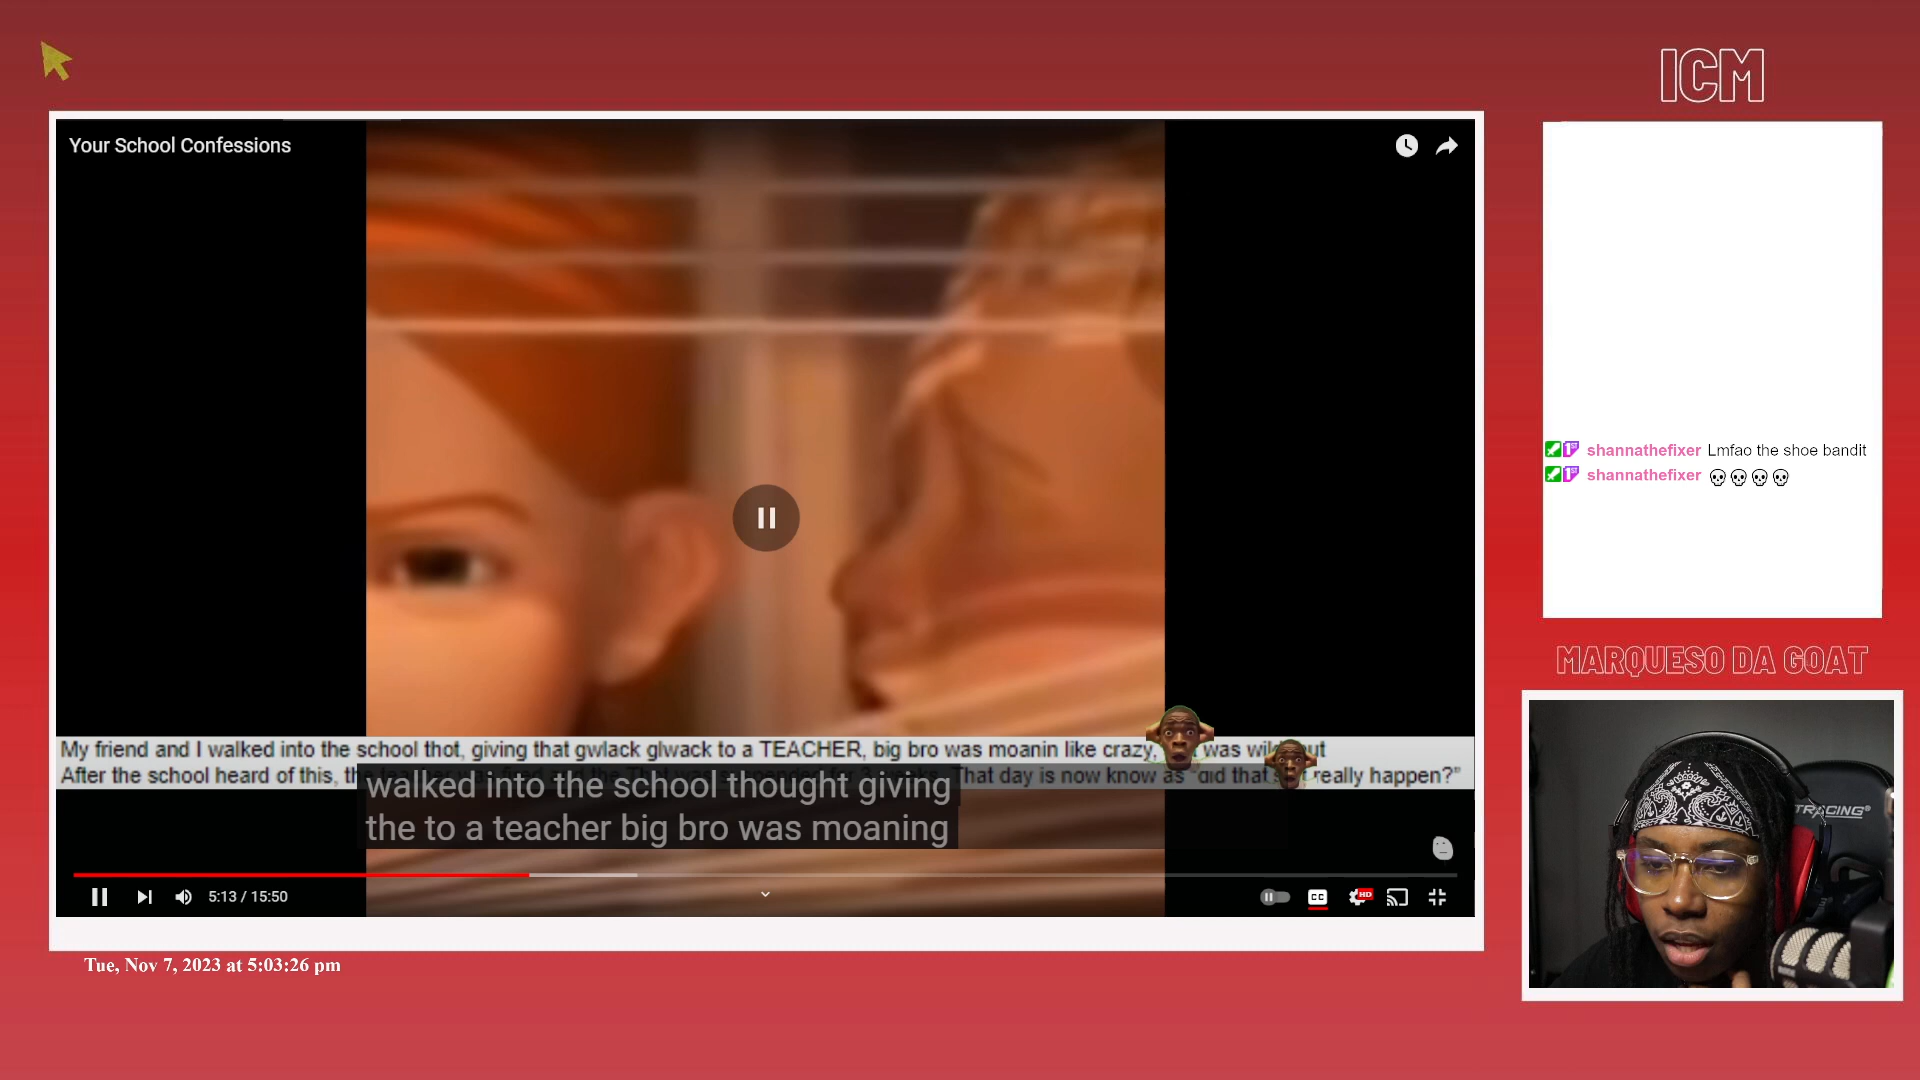 ICM
Your School Confessions
shannathefixer Lmfao the shoe bandit
shannathefixer 💀💀💀💀
MARQUESO DA GOAT
My friend and I walked into the school thot, giving that gwlack glwack to a TEACHER, big bro was moanin like crazy, was
After the school heard of this, That day is now know as "did that really happen?"
walked into the school thought giving
the to a teacher big bro was moaning
TRACING®
5:13 / 15:50
CC
HD
Tue, Nov 7, 2023 at 5:03:26 pm